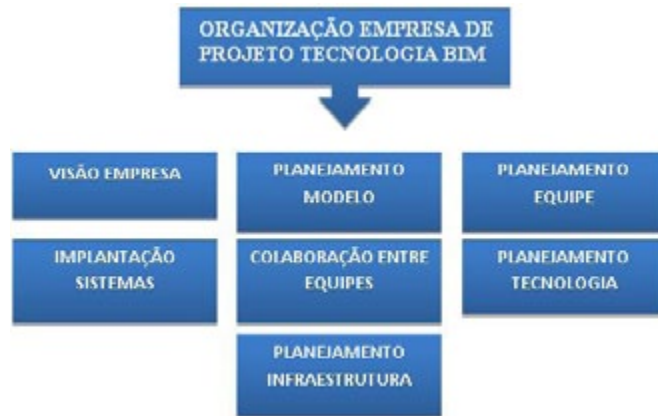 ORGANIZAÇÃO EMPRESA DE
PROJETO TECNOLOGIA BIM
VISÃO EMPRESA
PLANEJAMENTO
MODELO
PLANEJAMENTO
EQUIPE
IMPLANTAÇÃO
SISTEMAS
COLABORAÇÃO ENTRE
EQUIPES
PLANEJAMENTO
TECNOLOGIA
PLANEJAMENTO
INFRAESTRUTURA